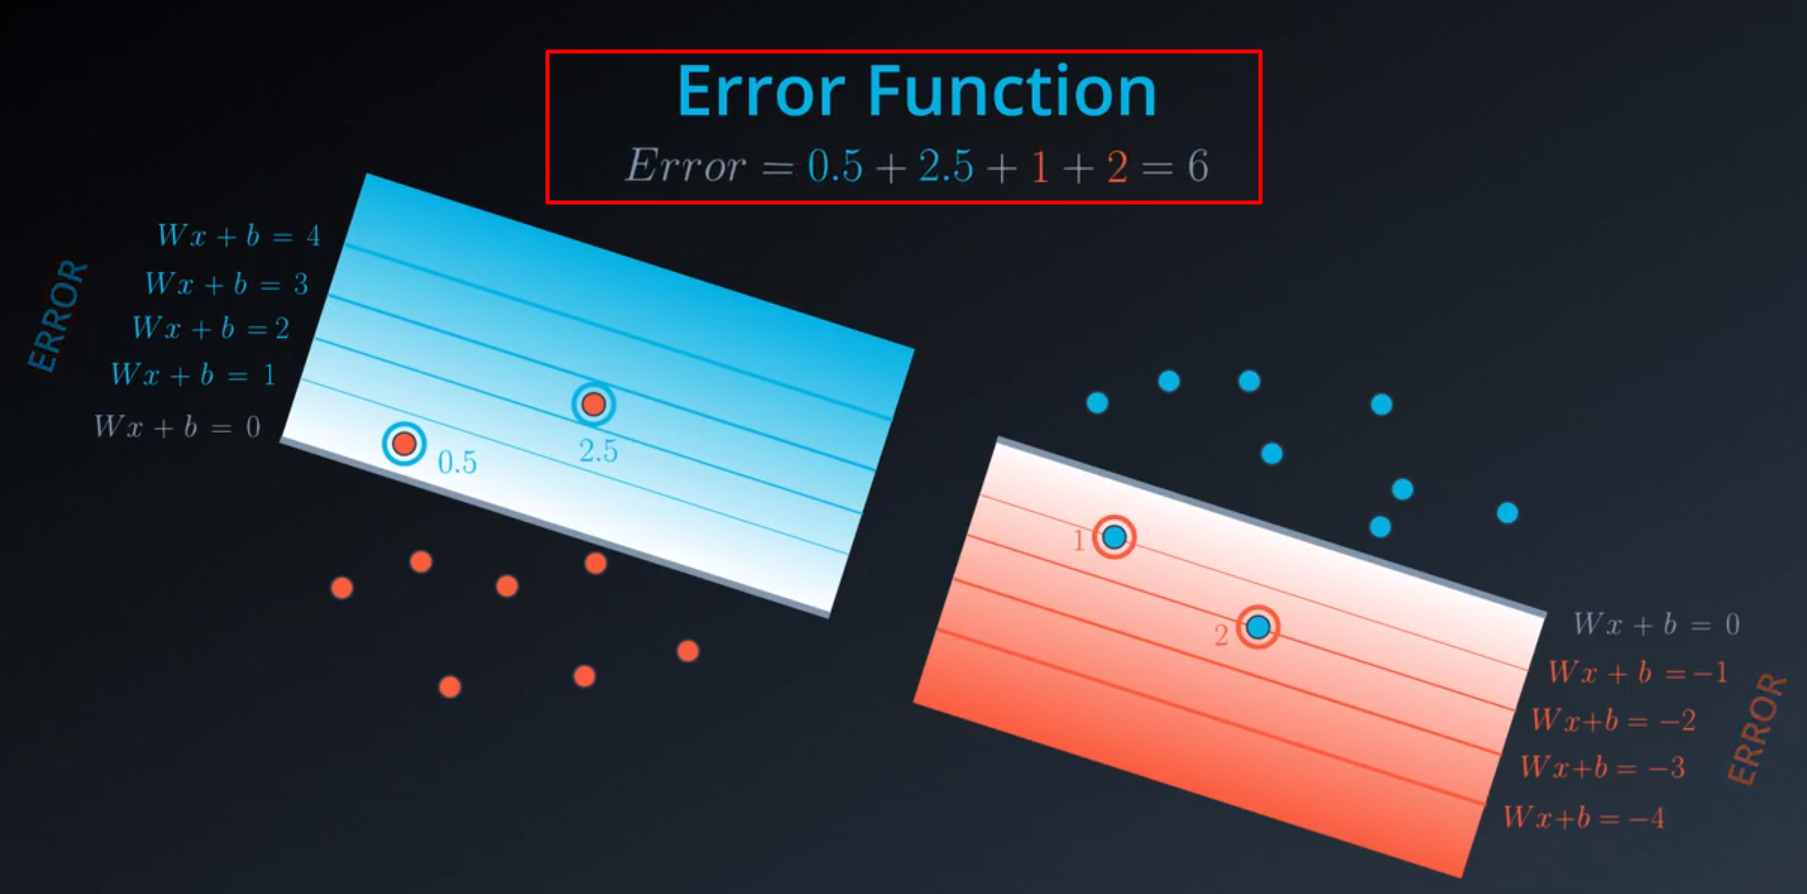 Error Function
Error = 0.5 + 2.5 + 1 + 2 = 6
ERROR
Wx + b = 4
Wx + b = 3
Wx + b = 2
Wx + b = 1
Wx + b = 0
0.5
2.5
1
2
Wx + b = 0
Wx + b = −1
Wx+b = −2
Wx+b = −3
Wx+b = −4
ERROR